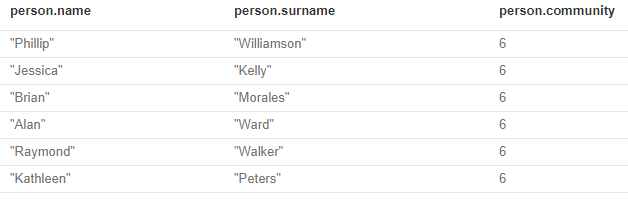 person.name person.surname person.community
"Phillip" "Williamson" 6
"Jessica" "Kelly" 6
"Brian" "Morales" 6
"Alan" "Ward" 6
"Raymond" "Walker" 6
"Kathleen" "Peters" 6